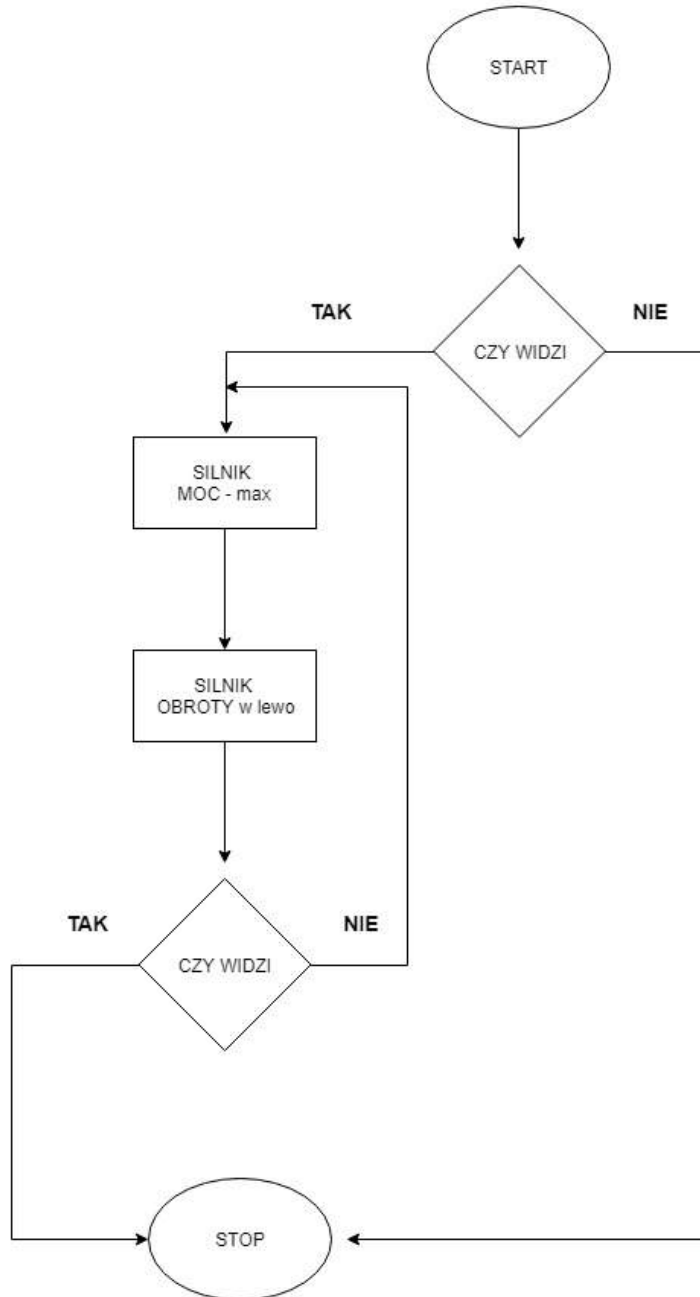 START
TAK
NIE
CZY WIDZI
SILNIK
MOC - max
SILNIK
OBROTY w lewo
TAK
NIE
CZY WIDZI
STOP